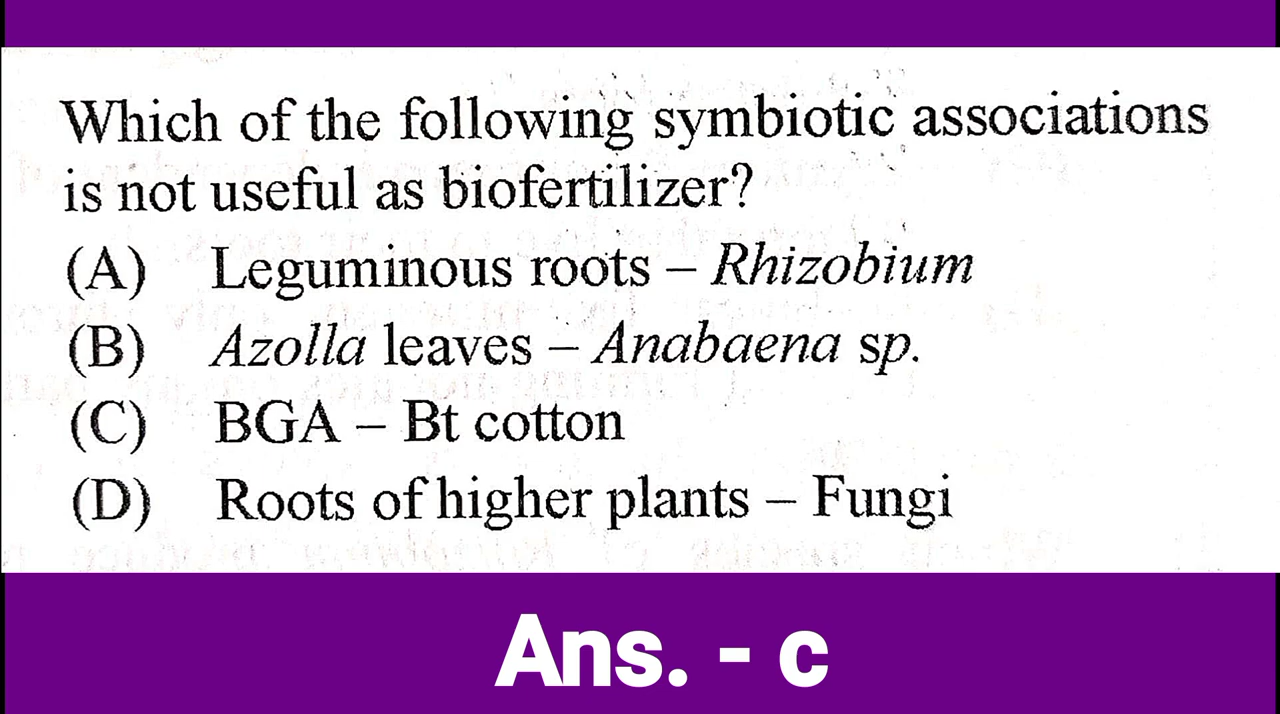 Which of the following symbiotic associations
is not useful as biofertilizer?
(A) Leguminous roots – Rhizobium
(B) Azolla leaves – Anabaena sp.
(C) BGA – Bt cotton
(D) Roots of higher plants – Fungi
Ans. - c